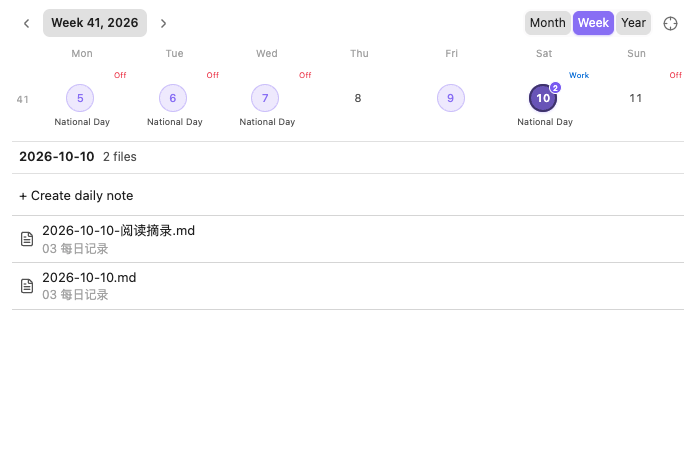 Week 41, 2026
Month Week Year
Mon Tue Wed Thu Fri Sat Sun
Off Off Off Work Off
41 5 6 7 8 9 10 2 11
National Day National Day National Day National Day
2026-10-10 2 files
+ Create daily note
2026-10-10-阅读摘录.md
03 每日记录
2026-10-10.md
03 每日记录